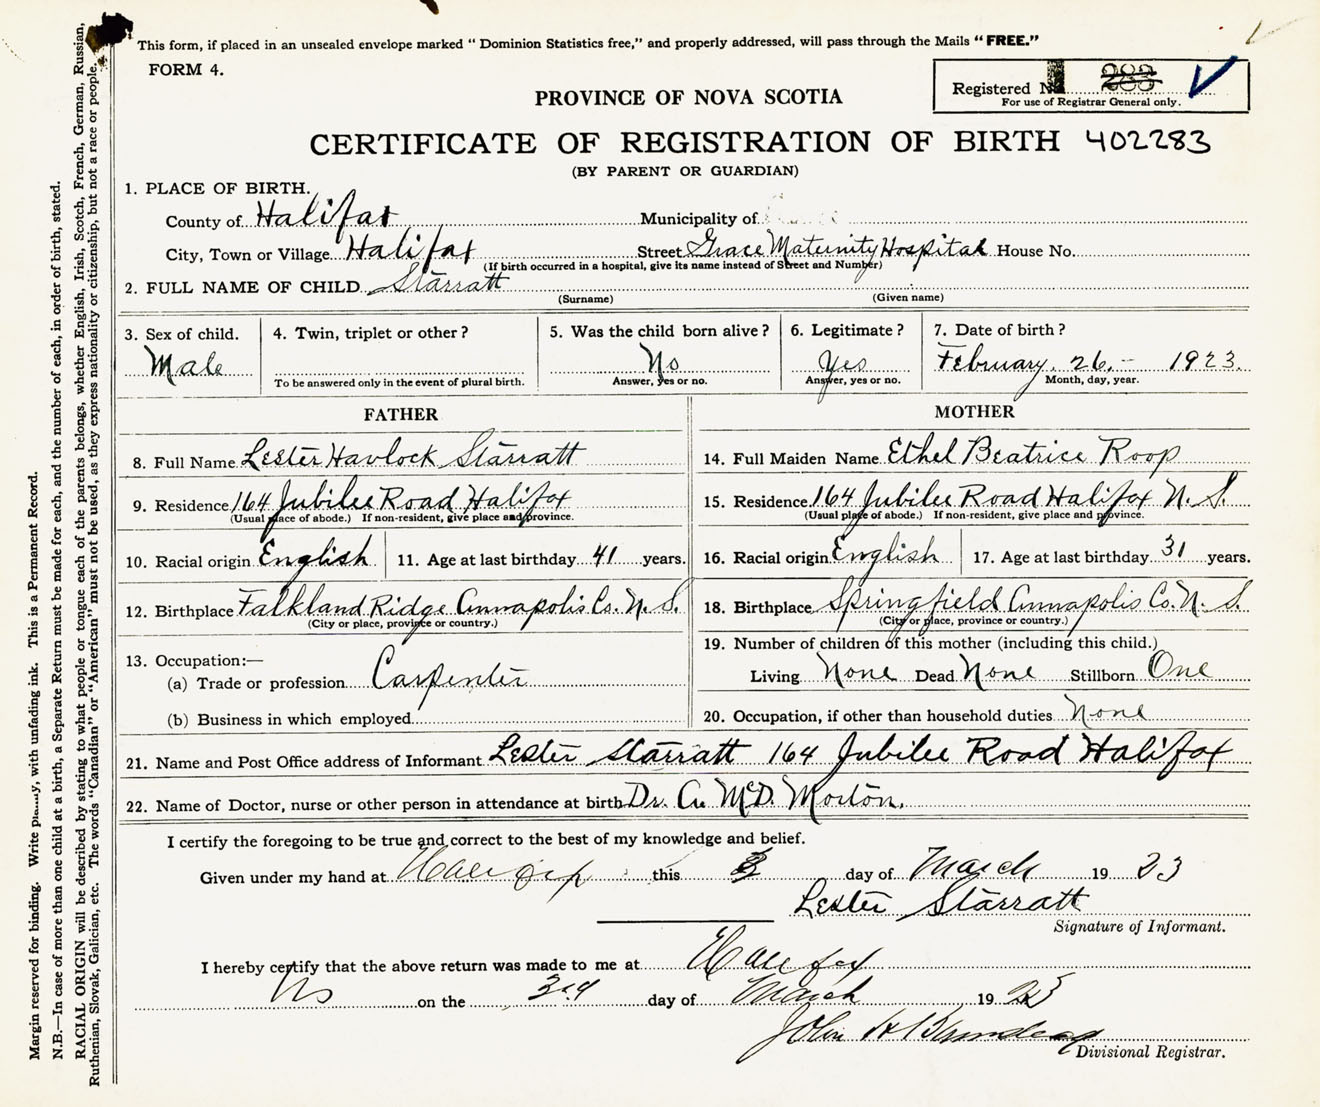 This form, if placed in an unsealed envelope marked "Dominion Statistics free," and properly addressed, will pass through the Mails "FREE."
FORM 4.
Registered No. 283
For use of Registrar General only.
PROVINCE OF NOVA SCOTIA
CERTIFICATE OF REGISTRATION OF BIRTH 402283
(BY PARENT OR GUARDIAN)
1. PLACE OF BIRTH.
County of Halifax Municipality of
City, Town or Village Halifax Street Grace Maternity Hospital House No.
(If birth occurred in a hospital, give its name instead of Street and Number)
2. FULL NAME OF CHILD Starratt
(Surname) (Given name)
3. Sex of child. 4. Twin, triplet or other? 5. Was the child born alive? 6. Legitimate? 7. Date of birth?
Male No Yes February. 26.- 1923.
To be answered only in the event of plural birth. Answer, yes or no. Answer, yes or no. Month, day, year.
FATHER
8. Full Name Lester Havlock Starratt
9. Residence 164 Jubilee Road Halifax
(Usual place of abode.) If non-resident, give place and province.
10. Racial origin English 11. Age at last birthday 41 years.
12. Birthplace Falkland Ridge Annapolis Co. N. S.
(City or place, province or country.)
13. Occupation:—
(a) Trade or profession Carpenter
(b) Business in which employed
MOTHER
14. Full Maiden Name Ethel Beatrice Roop
15. Residence 164 Jubilee Road Halifax N. S.
(Usual place of abode.) If non-resident, give place and province.
16. Racial origin English 17. Age at last birthday 31 years.
18. Birthplace Springfield Annapolis Co. N. S.
(City or place, province or country.)
19. Number of children of this mother (including this child.)
Living None Dead None Stillborn One
20. Occupation, if other than household duties None
21. Name and Post Office address of Informant Lester Starratt 164 Jubilee Road Halifax
22. Name of Doctor, nurse or other person in attendance at birth Dr. A. McD. Morton.
I certify the foregoing to be true and correct to the best of my knowledge and belief.
Given under my hand at Halifax this 3 day of March 1923
Lester Starratt
Signature of Informant.
I hereby certify that the above return was made to me at Halifax
NS on the 3rd day of March 1923
John H
Divisional Registrar.
Margin reserved for binding. Write with unfading ink. This is a Permanent Record.
N.B.—In case of more than one child at a birth, a Separate Return must be made for each, and the number of each, in order of birth, stated.
RACIAL ORIGIN will be described by stating to what people or tongue each of the parents belongs, whether English, Irish, Scotch, French, German, Russian,
Ruthenian, Slovak, Galician, etc. The words "Canadian" or "American" must not be used, as they express nationality or citizenship, but not a race or people.